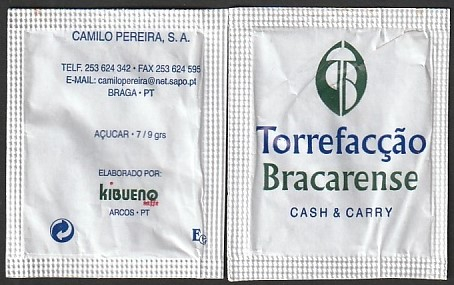 CAMILO PEREIRA, S. A.
TELF. 253 624 342 • FAX 253 624 595
E-MAIL: camilopereira@net.sapo.pt
BRAGA • PT
AÇUCAR • 7 / 9 grs
ELABORADO POR:
KIBUENO
ARCOS • PT
E
TB
Torrefacção
Bracarense
CASH & CARRY